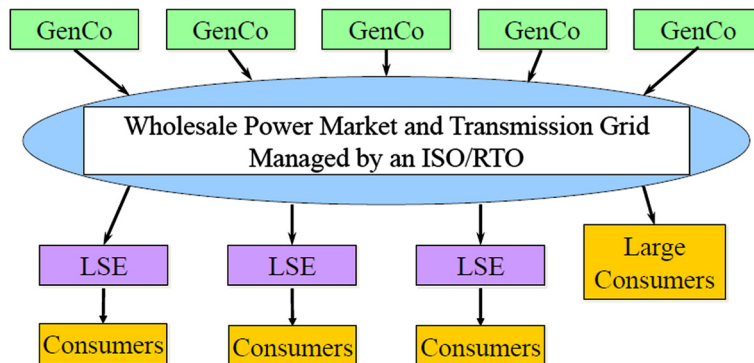 GenCo
GenCo
GenCo
GenCo
GenCo
Wholesale Power Market and Transmission Grid
Managed by an ISO/RTO
LSE
LSE
LSE
Large
Consumers
Consumers
Consumers
Consumers